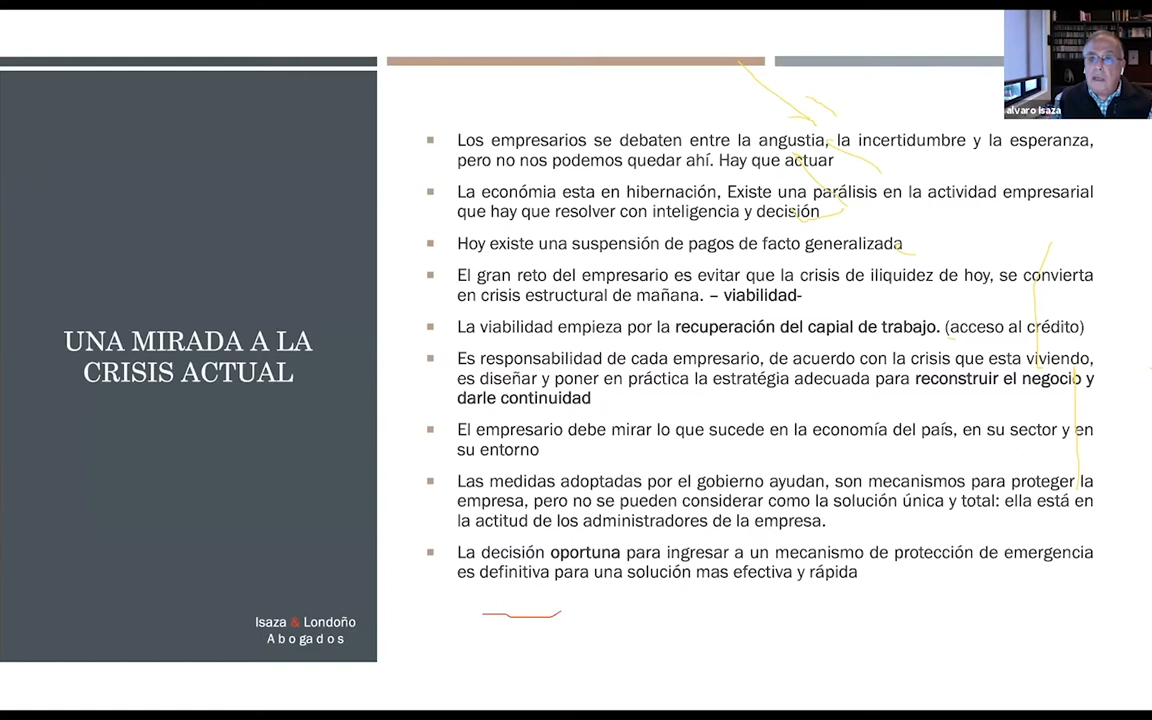 alvaro Isaza
Los empresarios se debaten entre la angustia, la incertidumbre y la esperanza,
pero no nos podemos quedar ahí. Hay que actuar
La económia esta en hibernación, Existe una parálisis en la actividad empresarial
que hay que resolver con inteligencia y decisión
Hoy existe una suspensión de pagos de facto generalizada
El gran reto del empresario es evitar que la crisis de iliquidez de hoy, se convierta
en crisis estructural de mañana. – viabilidad-
La viabilidad empieza por la recuperación del capial de trabajo. (acceso al crédito)
Es responsabilidad de cada empresario, de acuerdo con la crisis que esta viviendo,
es diseñar y poner en práctica la estratégia adecuada para reconstruir el negocio y
darle continuidad
El empresario debe mirar lo que sucede en la economía del país, en su sector y en
su entorno
Las medidas adoptadas por el gobierno ayudan, son mecanismos para proteger la
empresa, pero no se pueden considerar como la solución única y total: ella está en
la actitud de los administradores de la empresa.
La decisión oportuna para ingresar a un mecanismo de protección de emergencia
es definitiva para una solución mas efectiva y rápida
UNA MIRADA A LA
CRISIS ACTUAL
Isaza & Londoño
Abogados